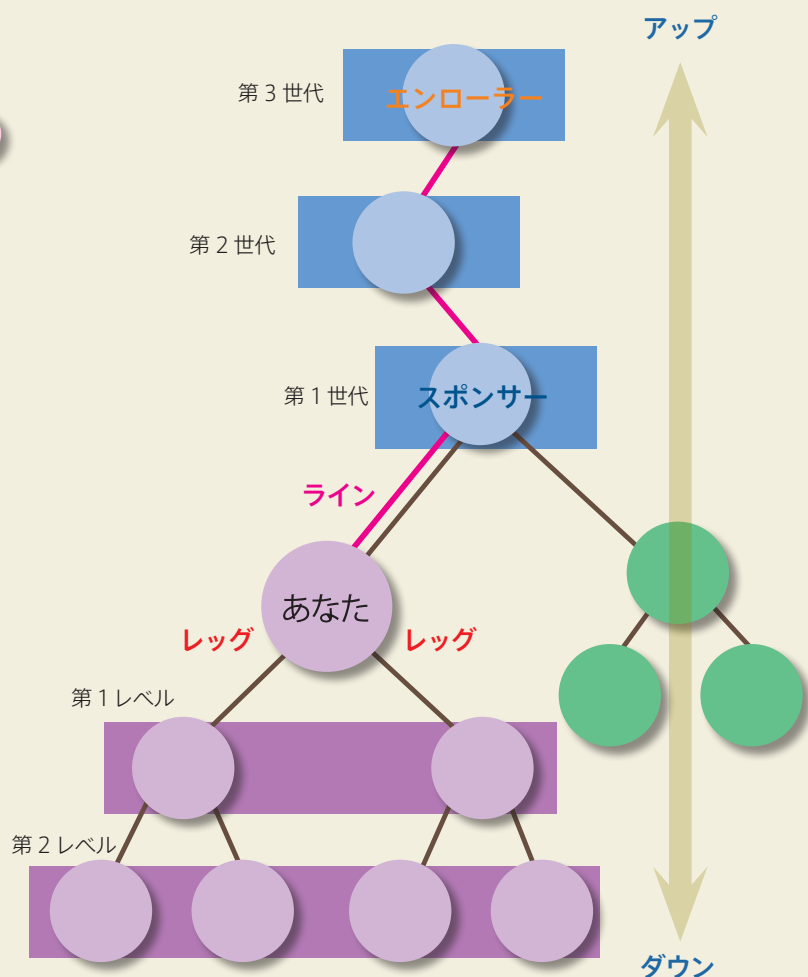 アップ
第 3 世代
エンローラー
第 2 世代
第 1 世代
スポンサー
ライン
あなた
レッグ
レッグ
第 1 レベル
第 2 レベル
ダウン